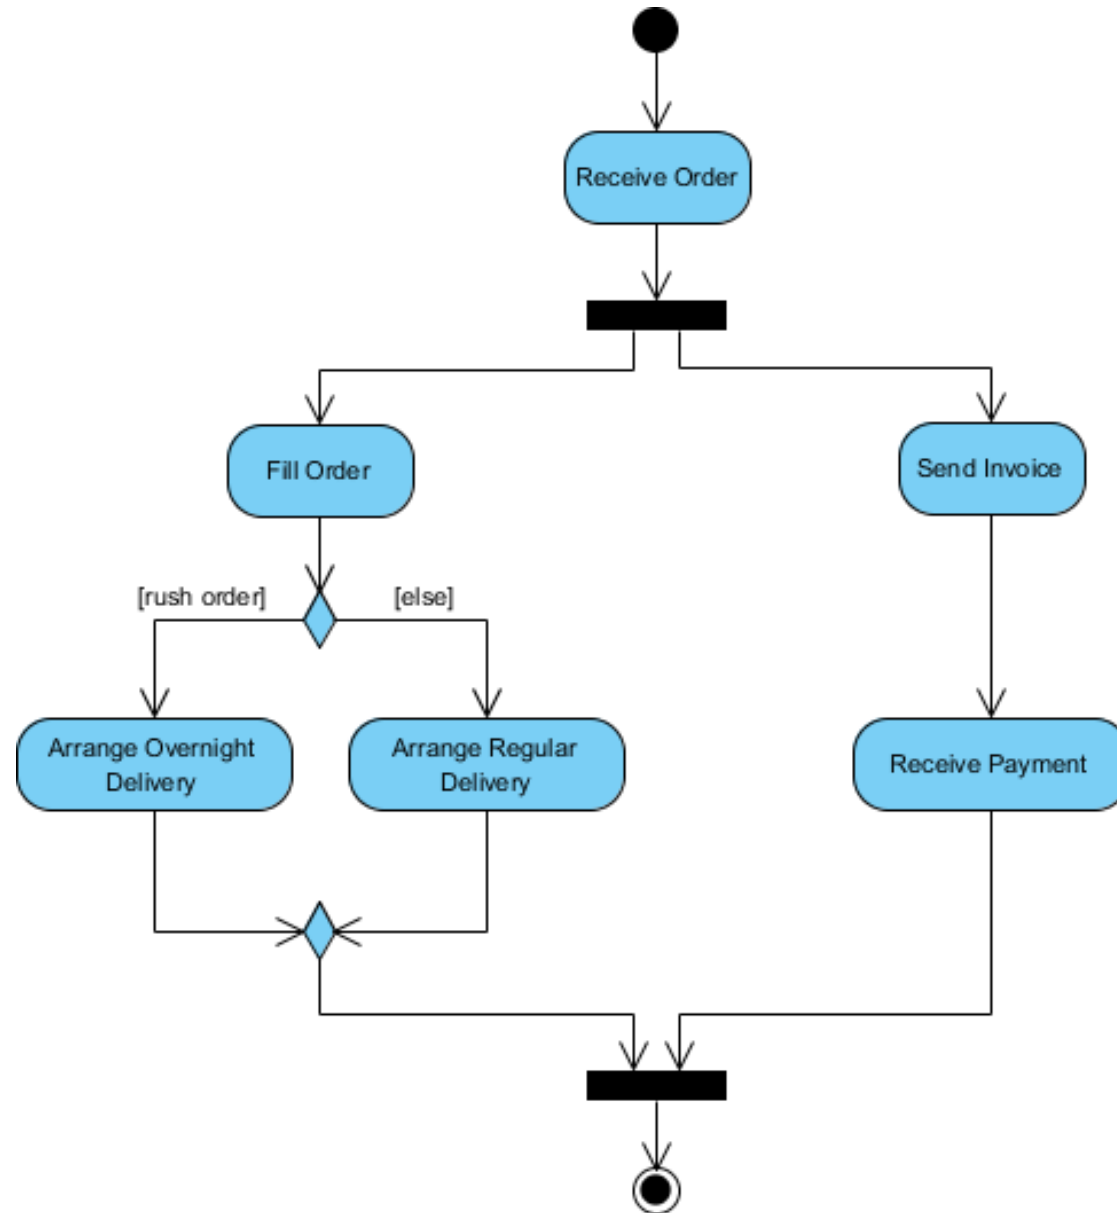 Receive Order
Fill Order
Send Invoice
[rush order]
[else]
Arrange Overnight
Delivery
Arrange Regular
Delivery
Receive Payment